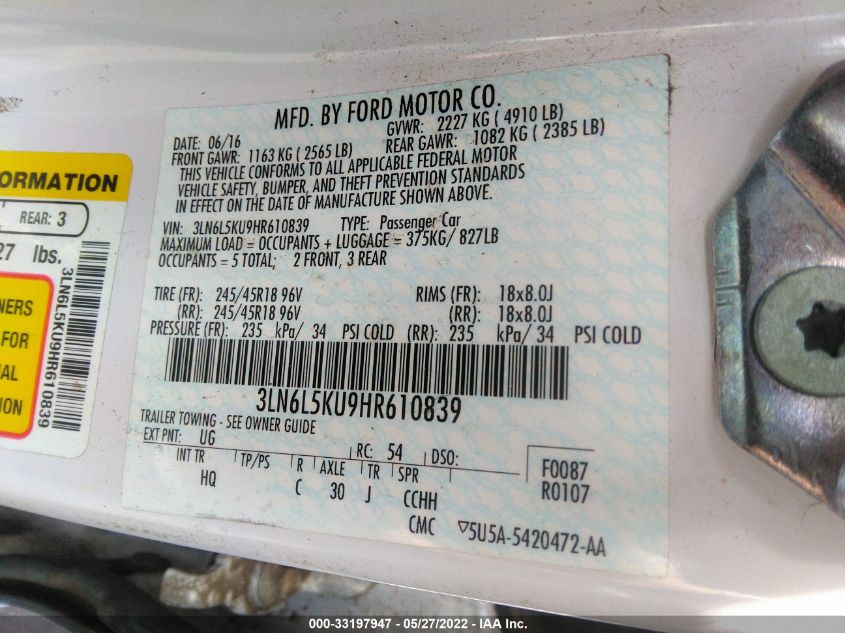 MFD. BY FORD MOTOR CO.
DATE: 06/16 GVWR: 2227 KG ( 4910 LB)
FRONT GAWR: 1163 KG ( 2565 LB) REAR GAWR: 1082 KG ( 2385 LB)
THIS VEHICLE CONFORMS TO ALL APPLICABLE FEDERAL MOTOR
VEHICLE SAFETY, BUMPER, AND THEFT PREVENTION STANDARDS
IN EFFECT ON THE DATE OF MANUFACTURE SHOWN ABOVE.
VIN: 3LN6L5KU9HR610839 TYPE: Passenger Car
MAXIMUM LOAD = OCCUPANTS + LUGGAGE = 375KG/ 827LB
OCCUPANTS = 5 TOTAL; 2 FRONT, 3 REAR
TIRE (FR): 245/45R18 96V RIMS (FR): 18x8.0J
(RR): 245/45R18 96V (RR): 18x8.0J
PRESSURE (FR): 235 kPa/ 34 PSI COLD (RR): 235 kPa/ 34 PSI COLD
3LN6L5KU9HR610839
TRAILER TOWING - SEE OWNER GUIDE
EXT PNT: UG RC: 54 DSO: F0087
INT TR TP/PS R AXLE TR SPR R0107
HQ C 30 J CCHH
CMC ▽5U5A-5420472-AA
ORMATION
REAR: 3
27 lbs.
NERS
FOR
AL
ION
3LN6L5KU9HR610839
000-33197947 - 05/27/2022 - IAA Inc.